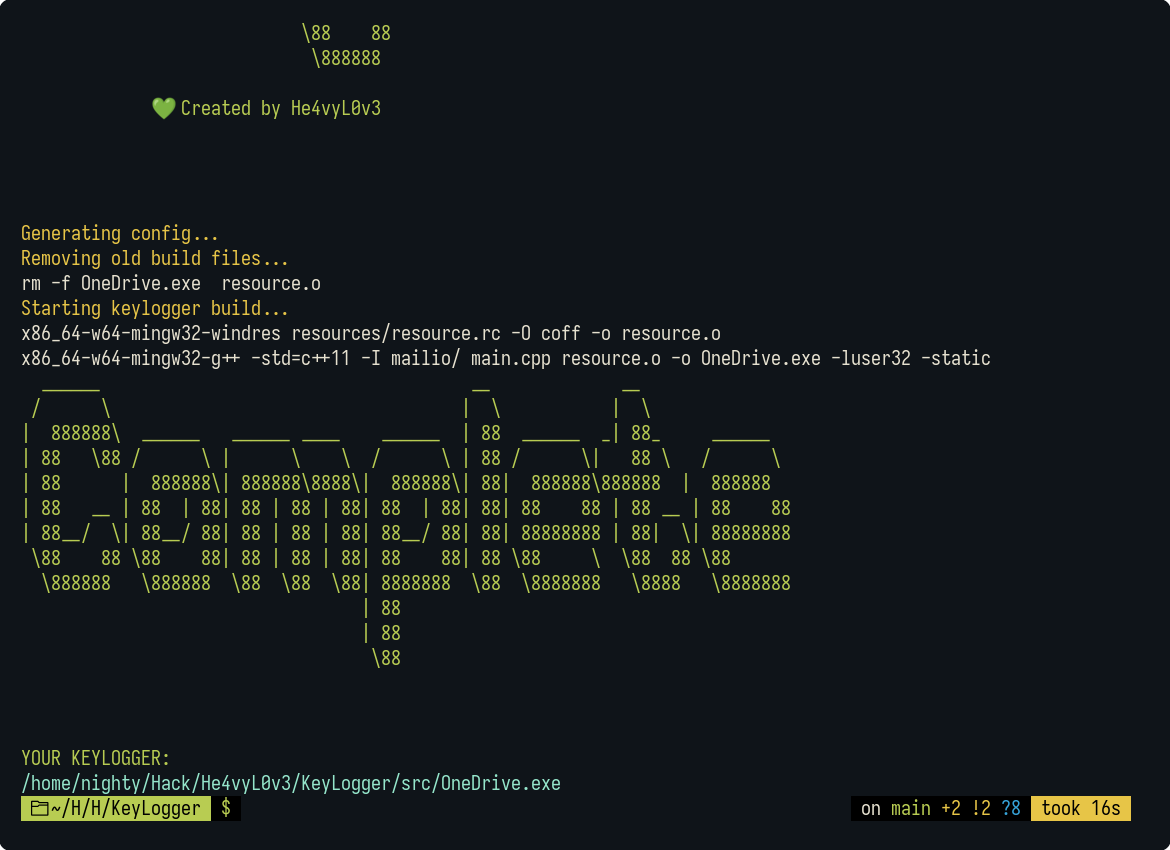 \88    88
\888888
💚 Created by He4vyL0v3
Generating config...
Removing old build files...
rm -f OneDrive.exe  resource.o
Starting keylogger build...
x86_64-w64-mingw32-windres resources/resource.rc -O coff -o resource.o
x86_64-w64-mingw32-g++ -std=c++11 -I mailio/ main.cpp resource.o -o OneDrive.exe -luser32 -static
Complete
YOUR KEYLOGGER:
/home/nighty/Hack/He4vyL0v3/KeyLogger/src/OneDrive.exe
~/H/H/KeyLogger $ on main +2 !2 ?8 took 16s